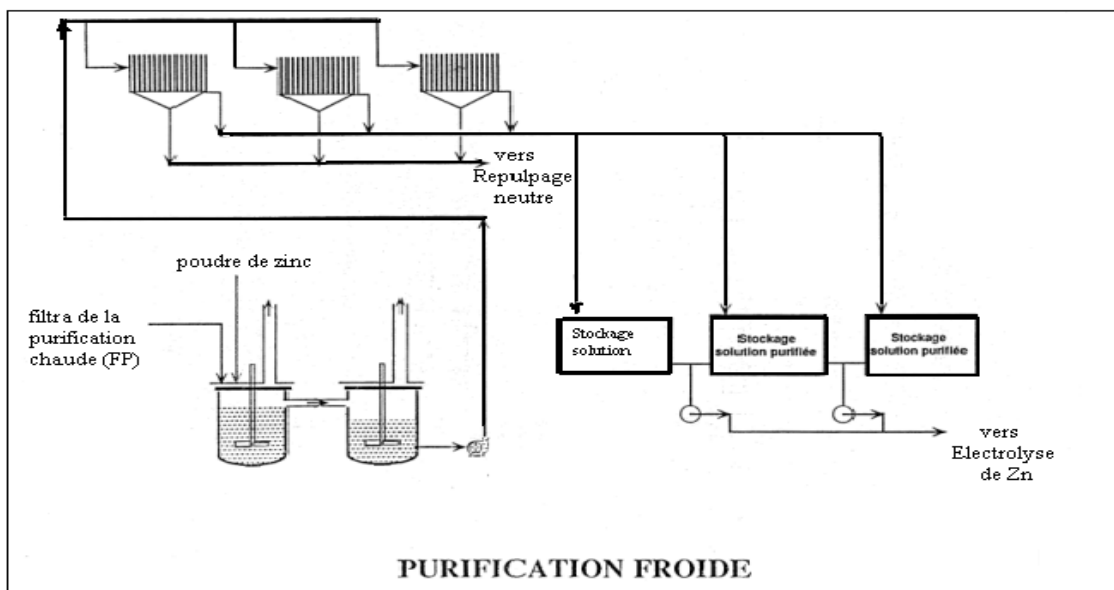 vers
Repulpage
neutre
poudre de zinc
filtra de la
purification
chaude (FF)
Stockage
solution
Stockage
solution purifiée
Stockage
solution purifiée
vers
Electrolyse
de Zn
PURIFICATION FROIDE